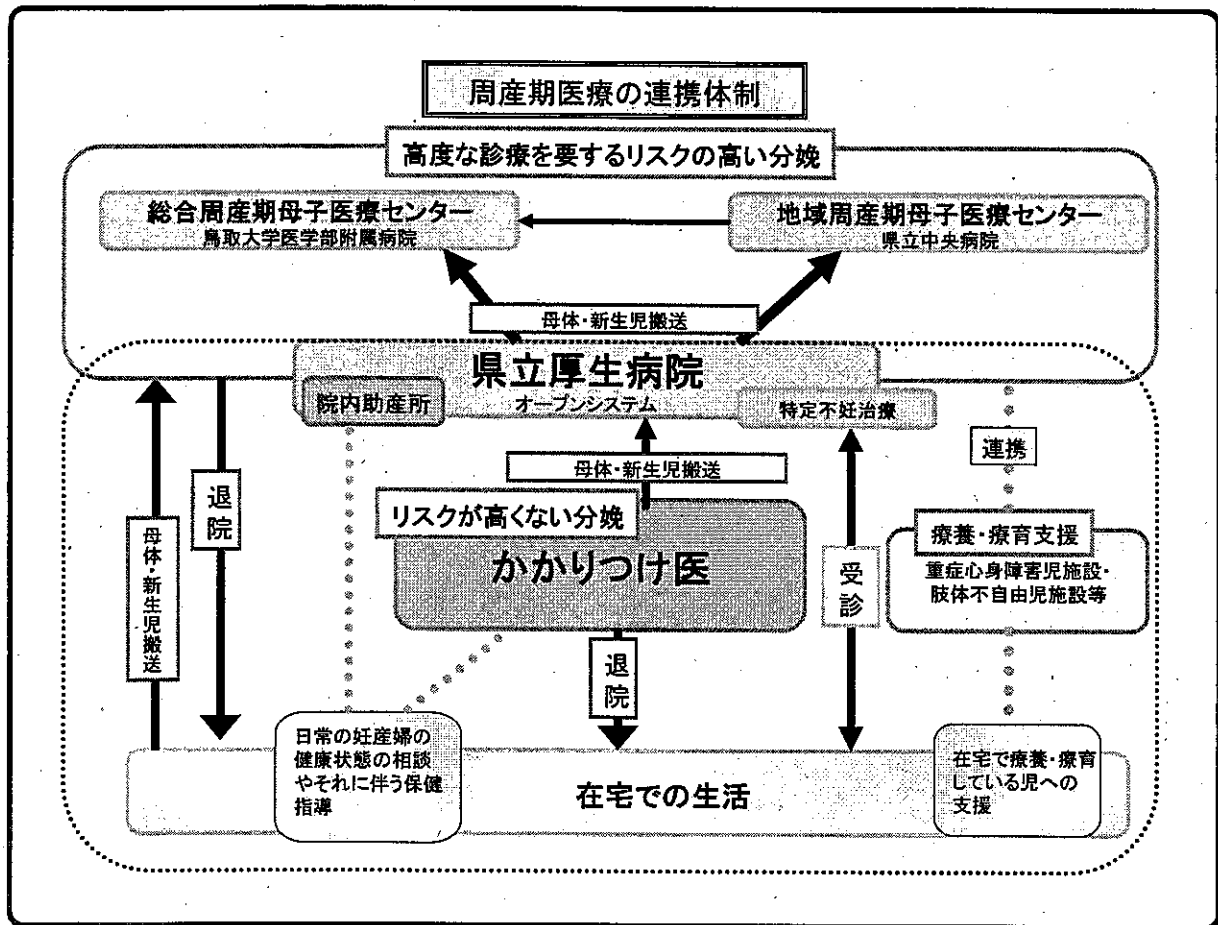 周産期医療の連携体制
高度な診療を要するリスクの高い分娩
総合周産期母子医療センター
鳥取大学医学部附属病院
地域周産期母子医療センター
県立中央病院
母体・新生児搬送
県立厚生病院
オープンシステム
院内助産所
特定不妊治療
連携
母体・新生児搬送
退院
母体・新生児搬送
リスクが高くない分娩
かかりつけ医
受診
療養・療育支援
重症心身障害児施設・
肢体不自由児施設等
退院
日常の妊産婦の
健康状態の相談
やそれに伴う保健
指導
在宅での生活
在宅で療養・療育
している児への
支援